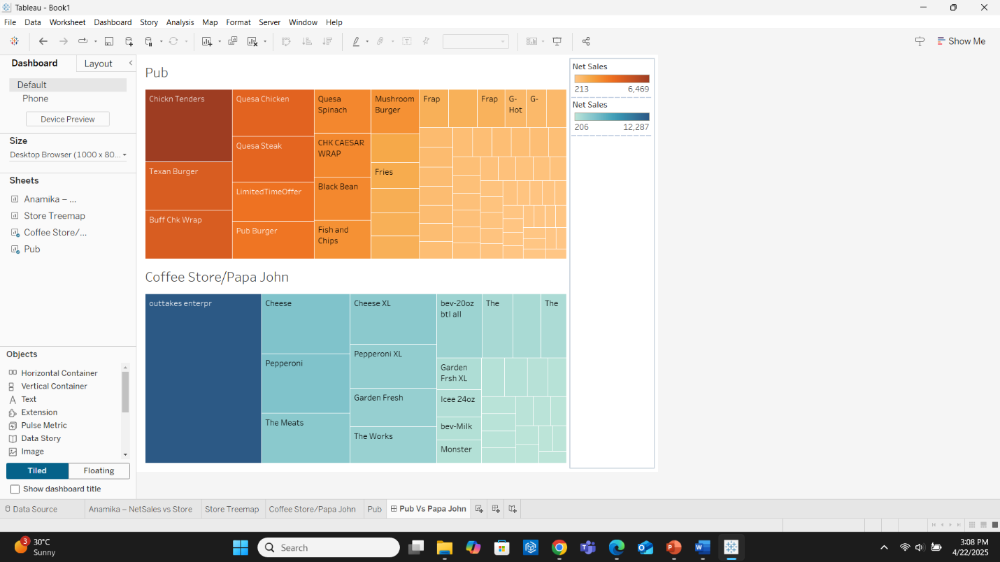 Tableau - Book1
File Data Worksheet Dashboard Story Analysis Map Format Server Window Help
Show Me
Dashboard Layout
Default
Phone
Device Preview
Size
Desktop Browser (1000 x 80...
Sheets
Anamika – ...
Store Treemap
Coffee Store/...
Pub
Objects
Horizontal Container
Vertical Container
Text
Extension
Pulse Metric
Data Story
Image
Tiled Floating
Show dashboard title
Pub
Chickn Tenders
Texan Burger
Buff Chk Wrap
Quesa Chicken
Quesa Steak
LimitedTimeOffer
Pub Burger
Quesa
Spinach
CHK CAESAR
WRAP
Black Bean
Fish and
Chips
Mushroom
Burger
Fries
Frap
Frap
G-
Hot
G-
Coffee Store/Papa John
outtakes enterpr
Cheese
Pepperoni
The Meats
Cheese XL
Pepperoni XL
Garden Fresh
The Works
bev-20oz
btl all
Garden
Frsh XL
Icee 24oz
bev-Milk
Monster
The
The
Net Sales
213 6,469
Net Sales
206 12,287
Data Source Anamika – NetSales vs Store Store Treemap Coffee Store/Papa John Pub Pub Vs Papa John
3
30°C
Sunny
Search
3:08 PM
4/22/2025